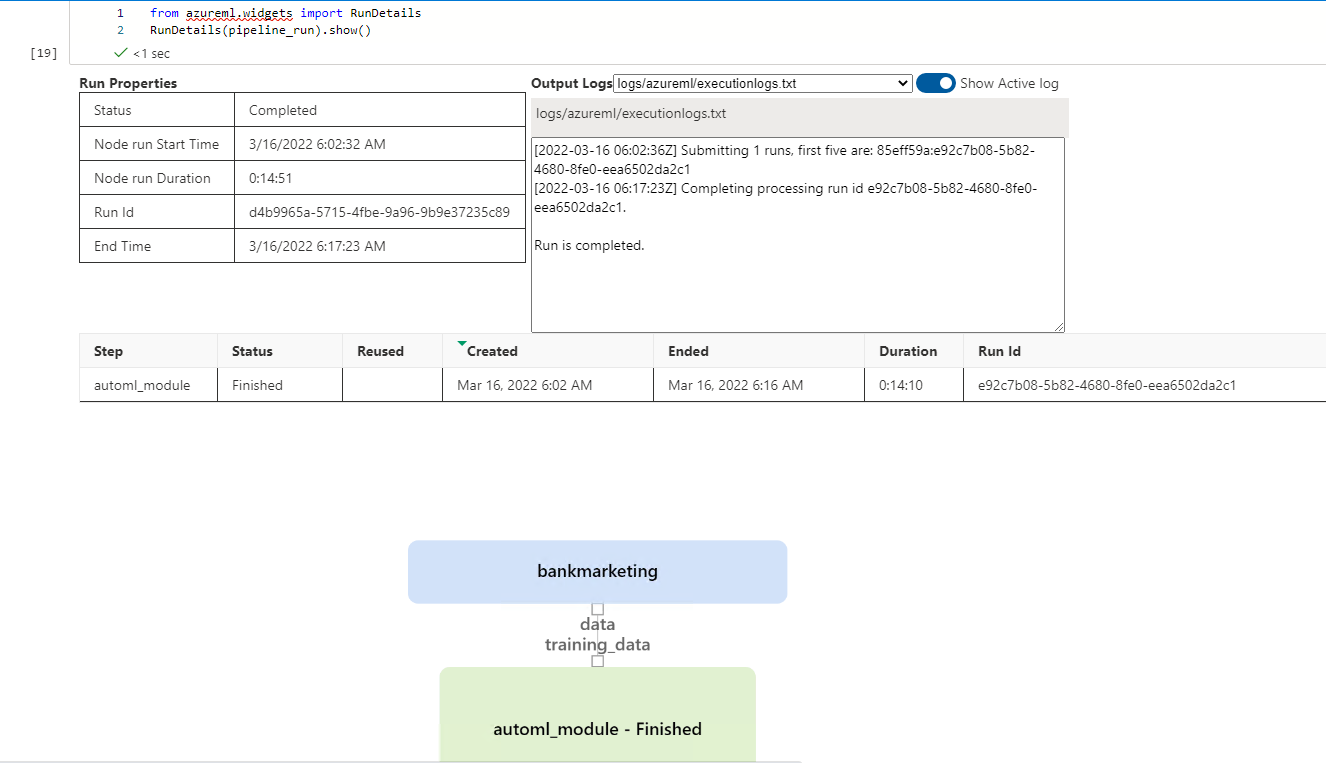 1 from azureml.widgets import RunDetails
2 RunDetails(pipeline_run).show()
[19] <1 sec
Run Properties
Status Completed
Node run Start Time 3/16/2022 6:02:32 AM
Node run Duration 0:14:51
Run Id d4b9965a-5715-4fbe-9a96-9b9e37235c89
End Time 3/16/2022 6:17:23 AM
Output Logs logs/azureml/executionlogs.txt Show Active log
logs/azureml/executionlogs.txt
[2022-03-16 06:02:36Z] Submitting 1 runs, first five are: 85eff59a:e92c7b08-5b82-
4680-8fe0-eea6502da2c1
[2022-03-16 06:17:23Z] Completing processing run id e92c7b08-5b82-4680-8fe0-
eea6502da2c1.
Run is completed.
Step Status Reused Created Ended Duration Run Id
automl_module Finished Mar 16, 2022 6:02 AM Mar 16, 2022 6:16 AM 0:14:10 e92c7b08-5b82-4680-8fe0-eea6502da2c1
bankmarketing
data
training_data
automl_module - Finished